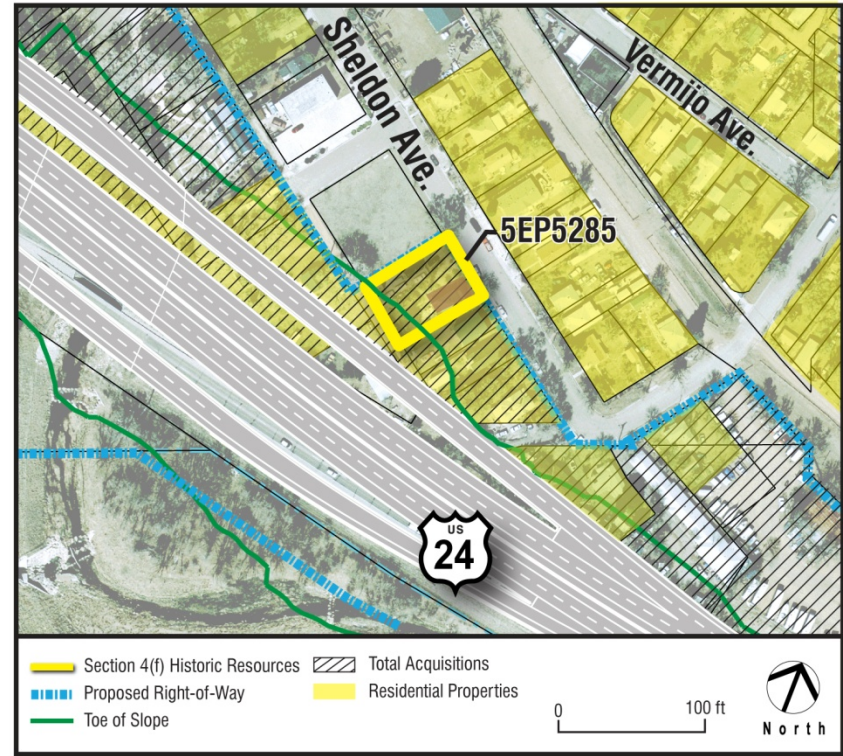 Sheldon Ave.
Vermijo Ave.
5EP5285
US
24
Section 4(f) Historic Resources
Proposed Right-of-Way
Toe of Slope
Total Acquisitions
Residential Properties
0 100 ft
North